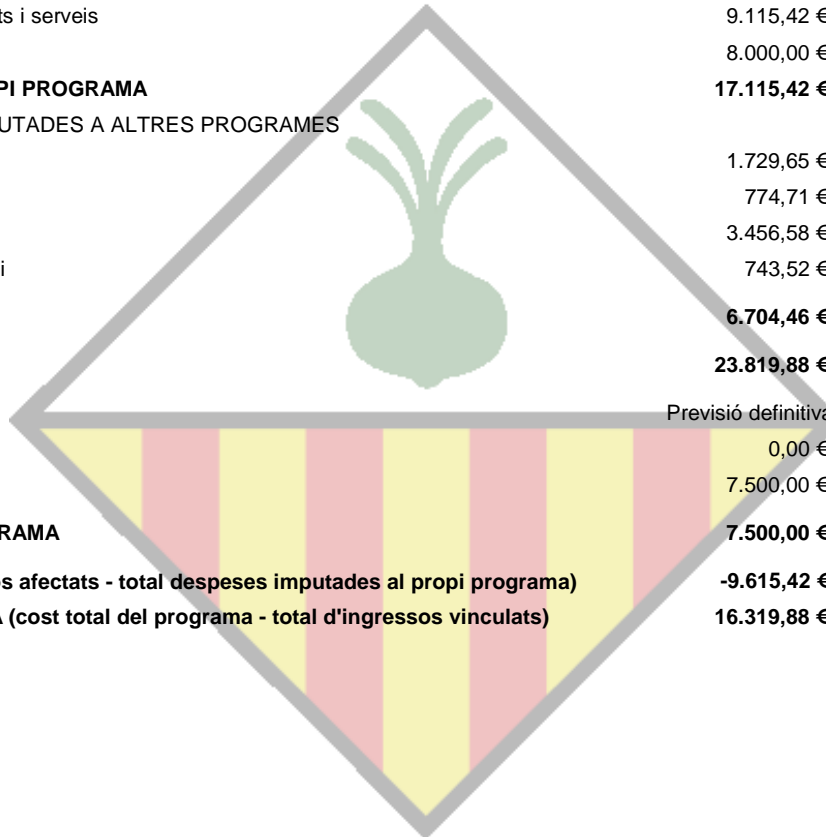 ts i serveis 9.115,42 €
8.000,00 €
PI PROGRAMA 17.115,42 €
UTADES A ALTRES PROGRAMES
1.729,65 €
774,71 €
3.456,58 €
i 743,52 €
6.704,46 €
23.819,88 €
Previsió definitiva
0,00 €
7.500,00 €
RAMA 7.500,00 €
os afectats - total despeses imputades al propi programa) -9.615,42 €
A (cost total del programa - total d'ingressos vinculats) 16.319,88 €